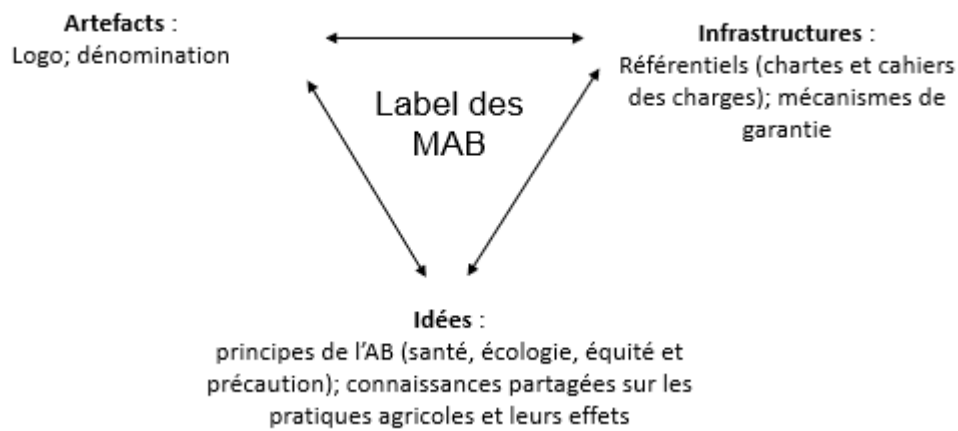 Artefacts :
Logo; dénomination
Infrastructures :
Référentiels (chartes et cahiers
des charges); mécanismes de
garantie
Label des
MAB
Idées :
principes de l'AB (santé, écologie, équité et
précaution); connaissances partagées sur les
pratiques agricoles et leurs effets